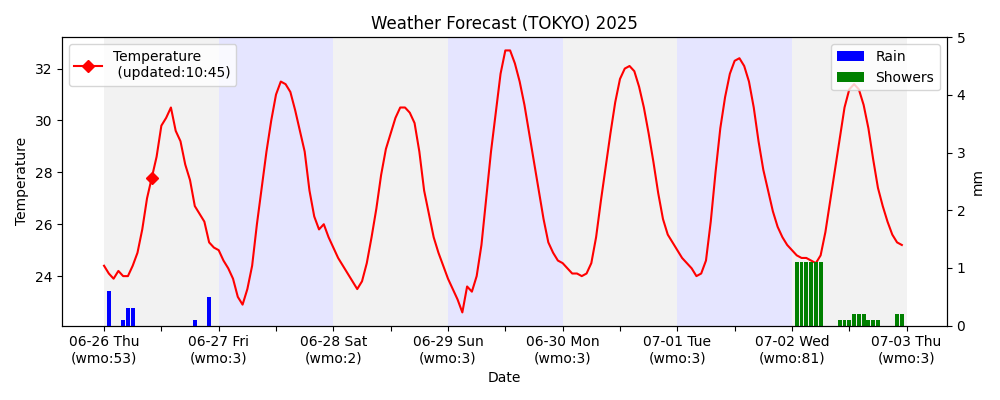 Weather Forecast (TOKYO) 2025
Temperature
(updated:10:45)
Rain
Showers
Temperature
32
30
28
26
24
5
4
3
2
1
0
mm
06-26 Thu
(wmo:53)
06-27 Fri
(wmo:3)
06-28 Sat
(wmo:2)
06-29 Sun
(wmo:3)
06-30 Mon
(wmo:3)
07-01 Tue
(wmo:3)
07-02 Wed
(wmo:81)
07-03 Thu
(wmo:3)
Date